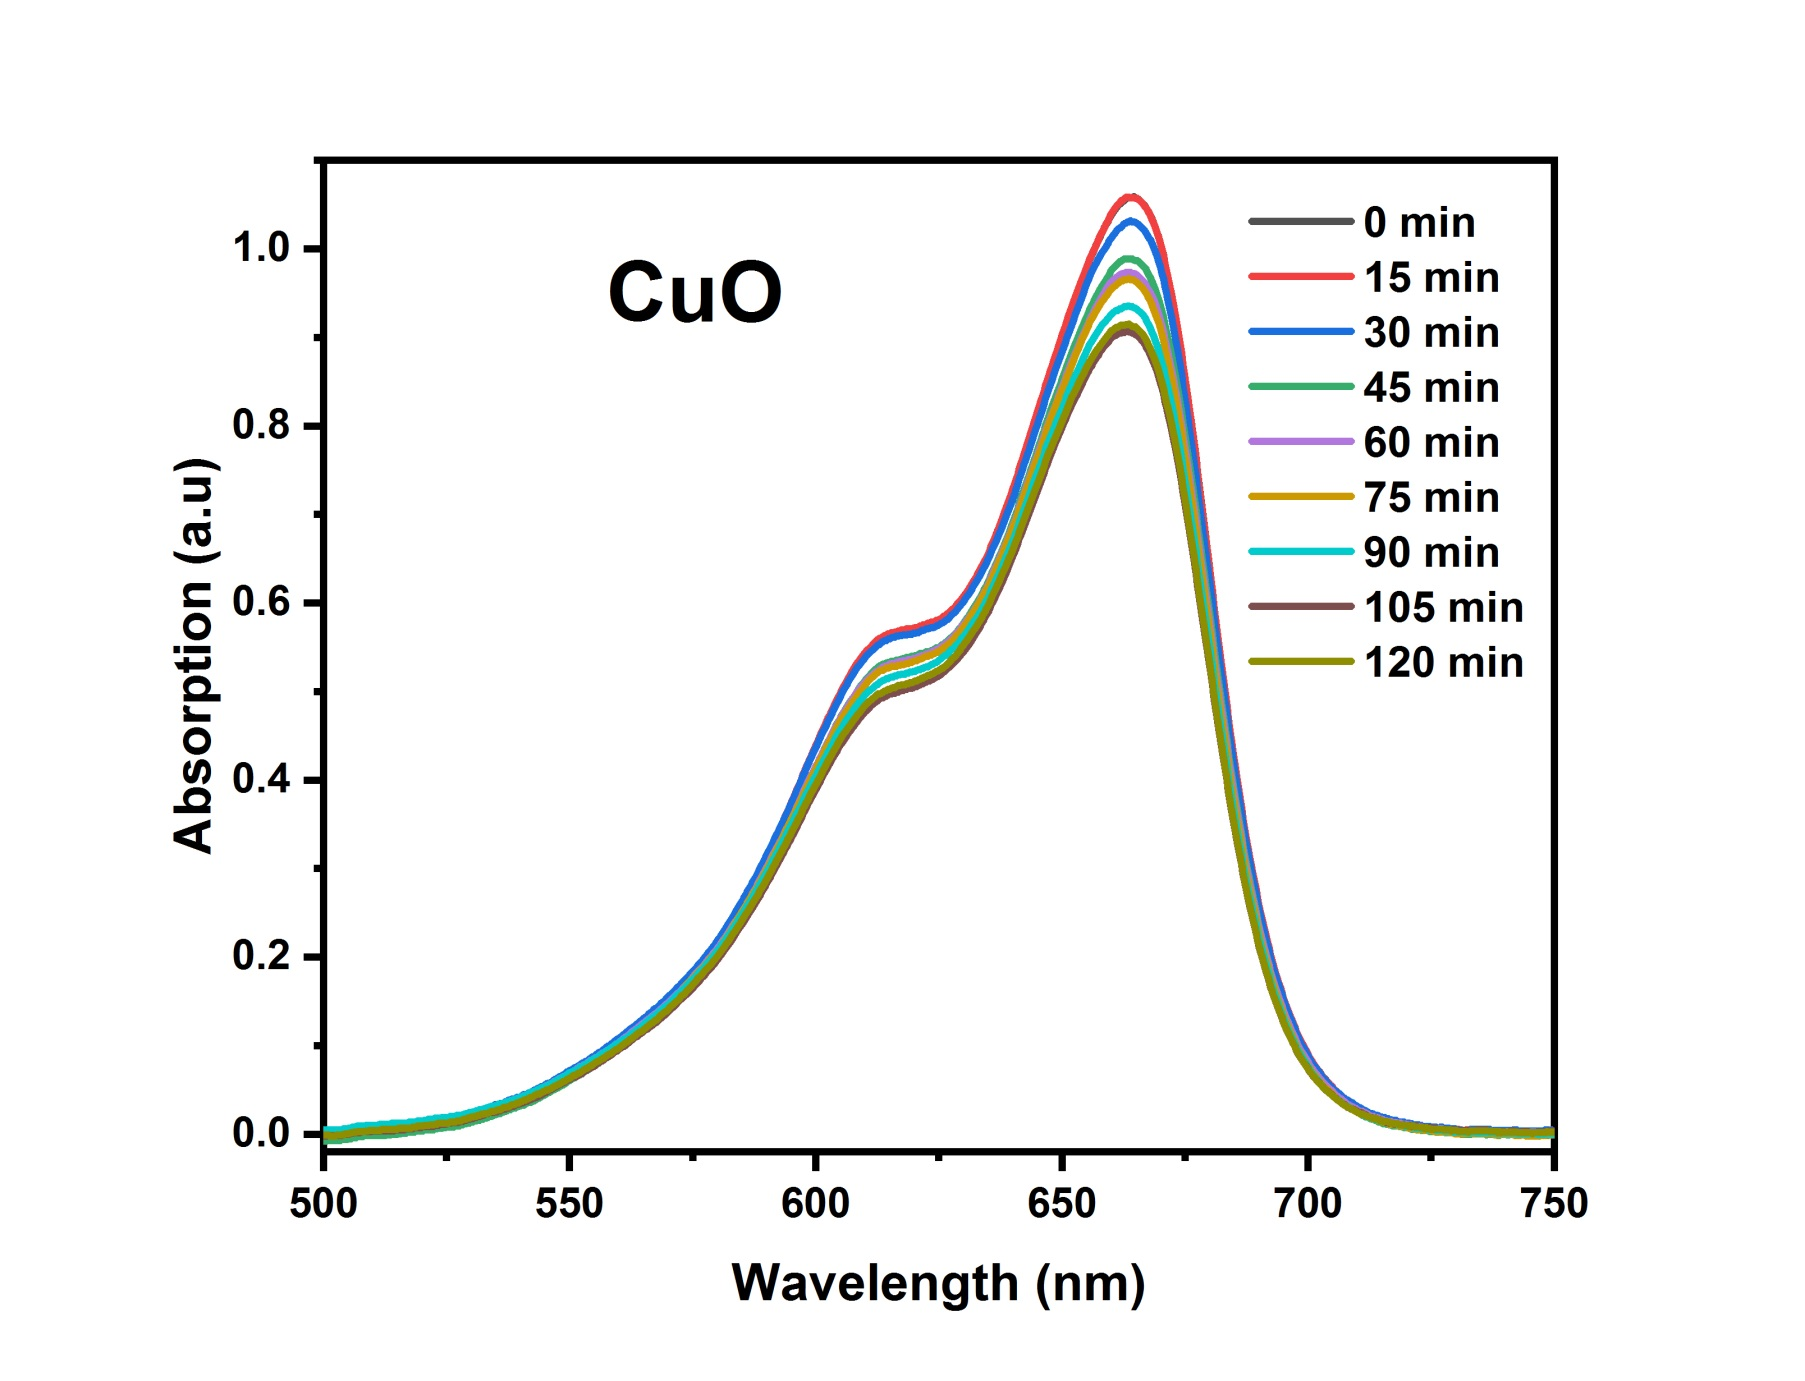 CuO
0 min
15 min
30 min
45 min
60 min
75 min
90 min
105 min
120 min
Absorption (a.u)
1.0
0.8
0.6
0.4
0.2
0.0
500 550 600 650 700 750
Wavelength (nm)